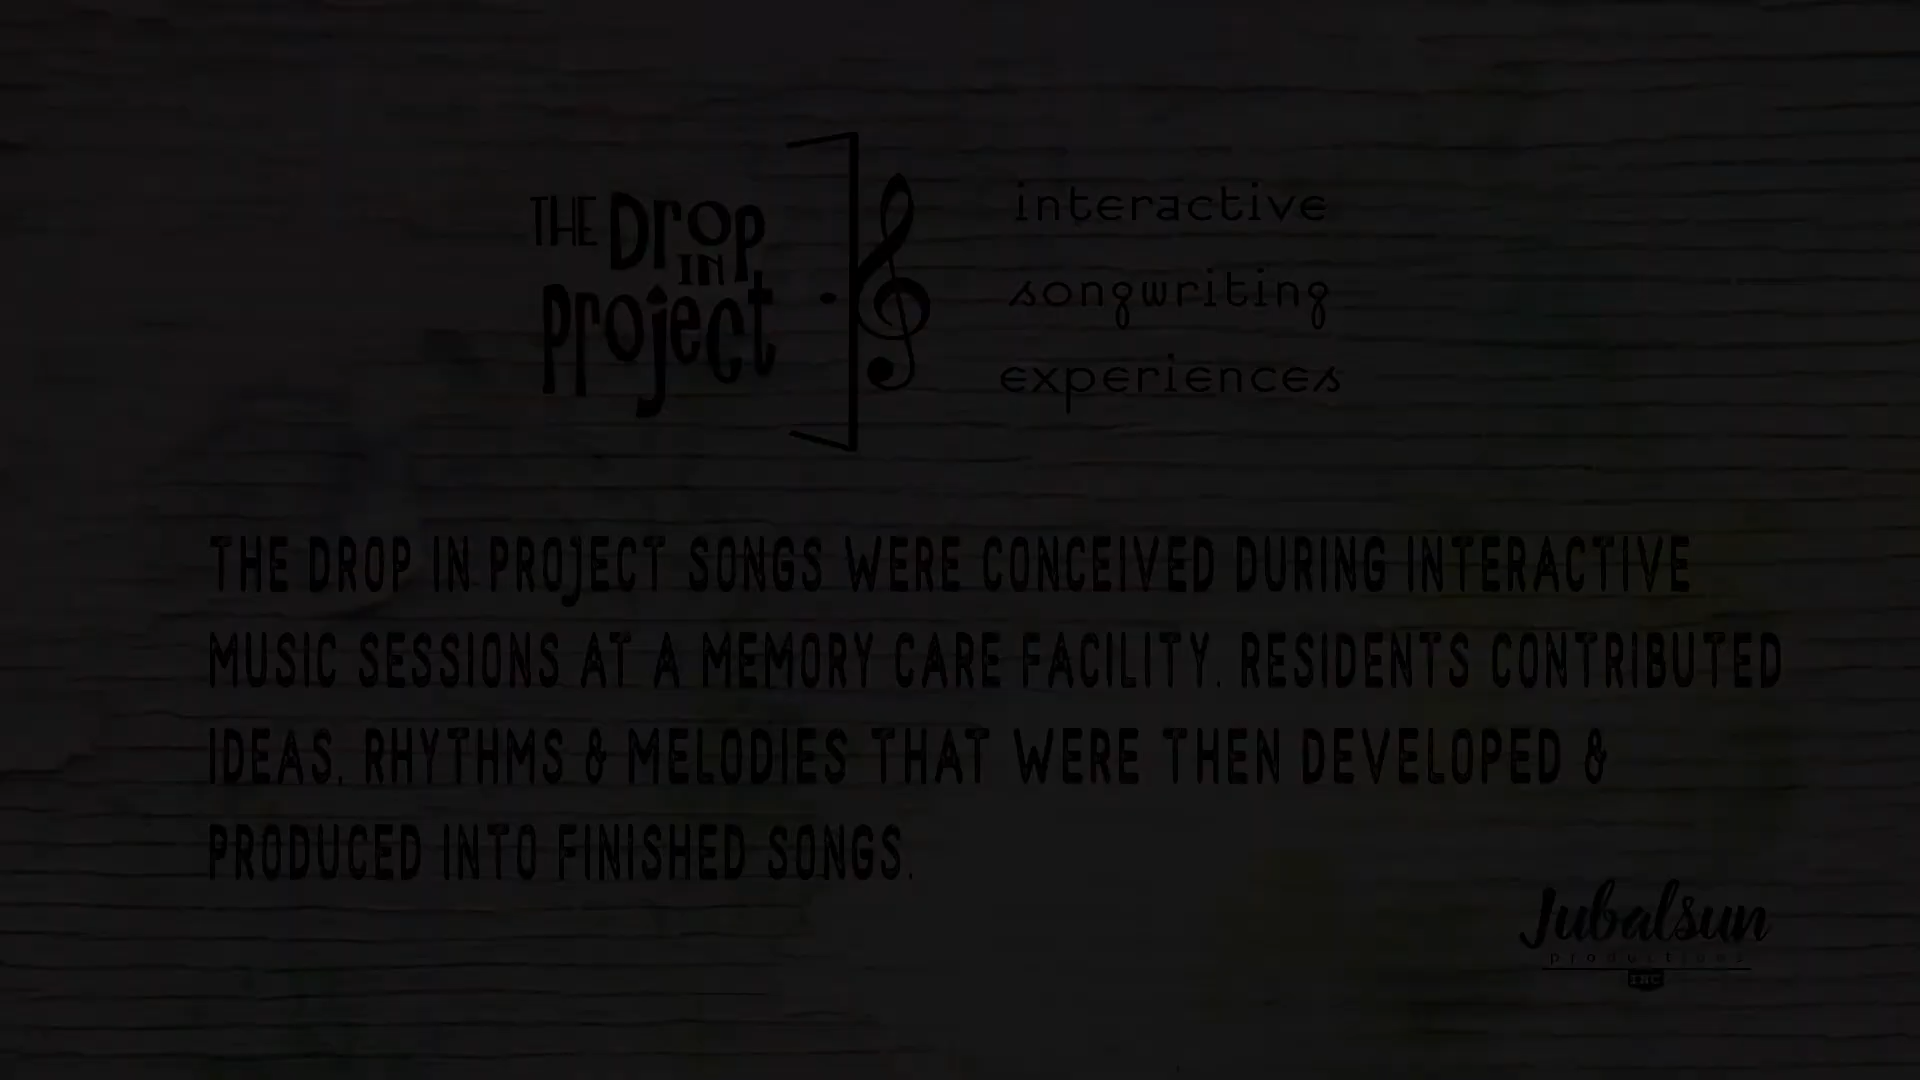 THE Drop
IN
Project
interactive
songwriting
experiences
THE DROP IN PROJECT SONGS WERE CONCEIVED DURING INTERACTIVE
MUSIC SESSIONS AT A MEMORY CARE FACILITY. RESIDENTS CONTRIBUTED
IDEAS, RHYTHMS & MELODIES THAT WERE THEN DEVELOPED &
PRODUCED INTO FINISHED SONGS.
Jubalsun
productions
INC